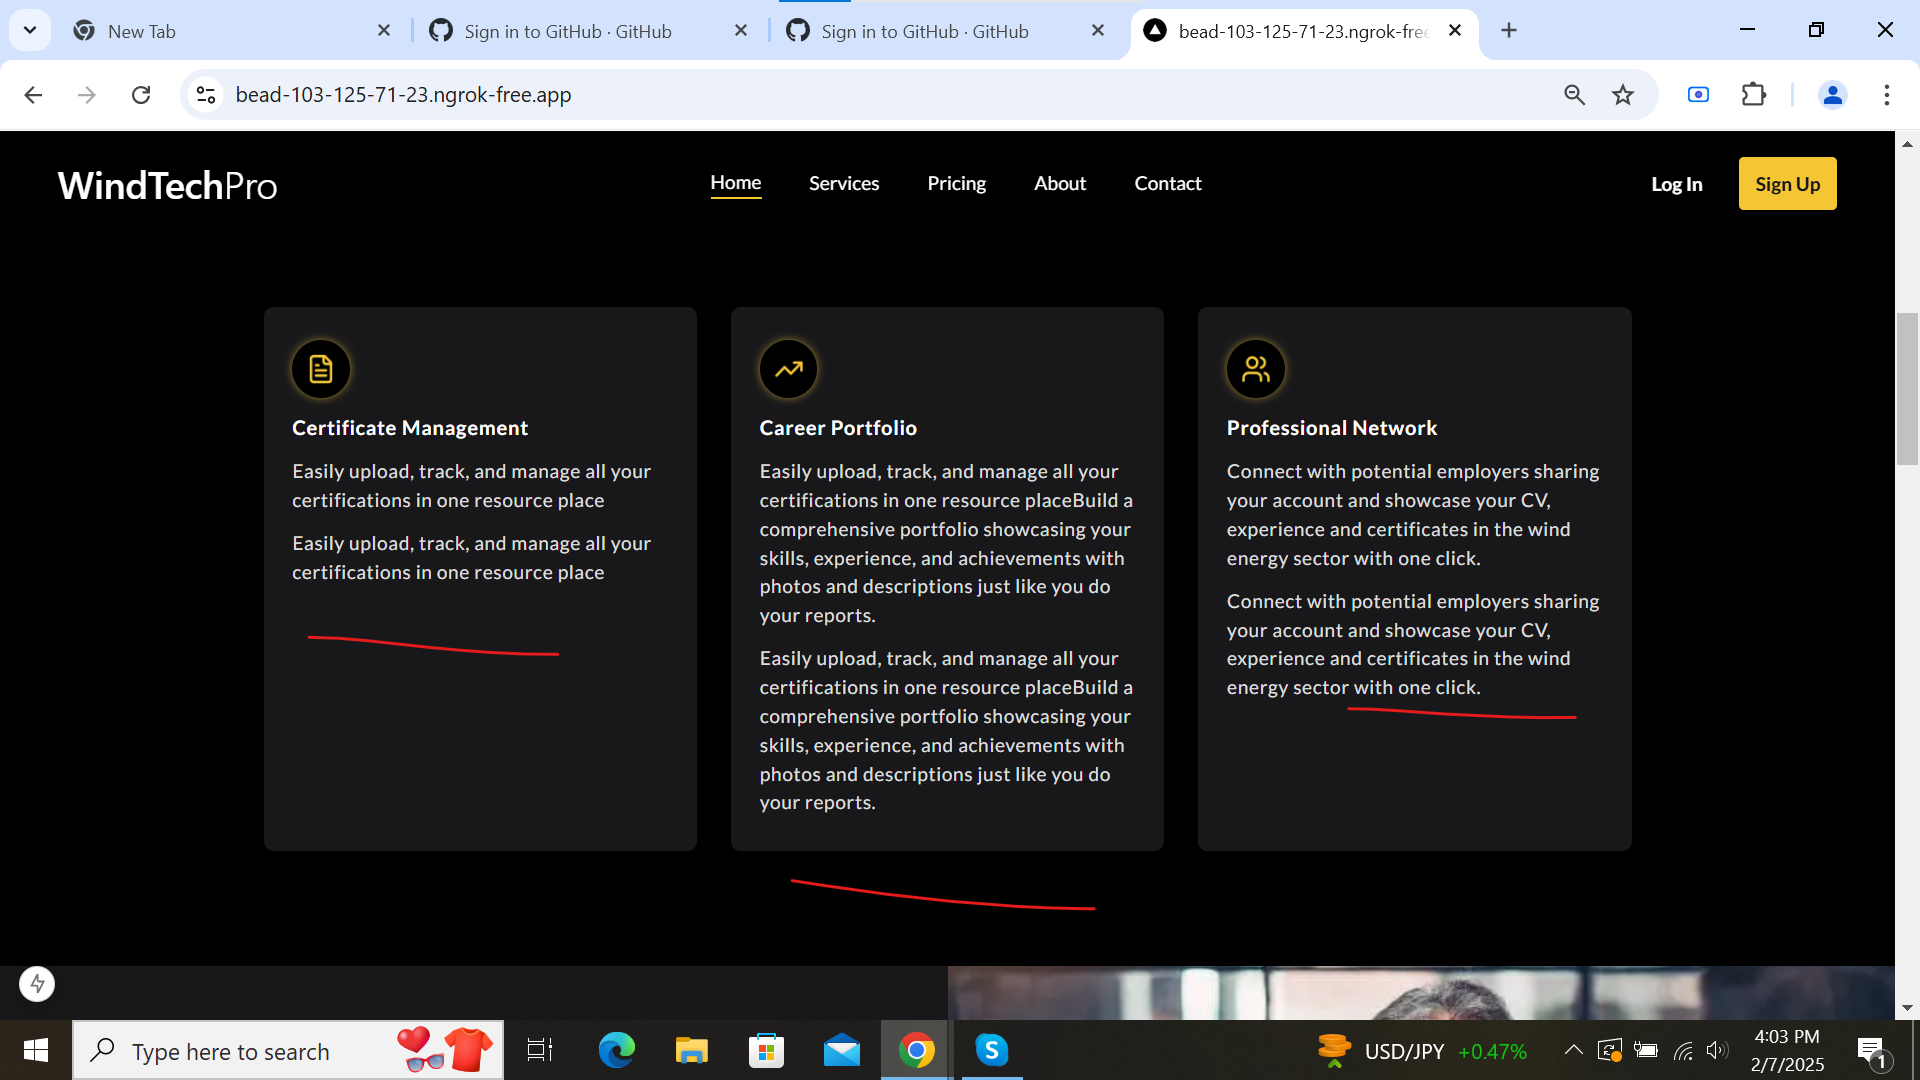 New Tab
Sign in to GitHub · GitHub
Sign in to GitHub · GitHub
bead-103-125-71-23.ngrok-free
bead-103-125-71-23.ngrok-free.app
WindTechPro
Home
Services
Pricing
About
Contact
Log In
Sign Up
Certificate Management
Easily upload, track, and manage all your
certifications in one resource place
Easily upload, track, and manage all your
certifications in one resource place
Career Portfolio
Easily upload, track, and manage all your
certifications in one resource placeBuild a
comprehensive portfolio showcasing your
skills, experience, and achievements with
photos and descriptions just like you do
your reports.
Easily upload, track, and manage all your
certifications in one resource placeBuild a
comprehensive portfolio showcasing your
skills, experience, and achievements with
photos and descriptions just like you do
your reports.
Professional Network
Connect with potential employers sharing
your account and showcase your CV,
experience and certificates in the wind
energy sector with one click.
Connect with potential employers sharing
your account and showcase your CV,
experience and certificates in the wind
energy sector with one click.
Type here to search
S
USD/JPY +0.47%
4:03 PM
2/7/2025
1